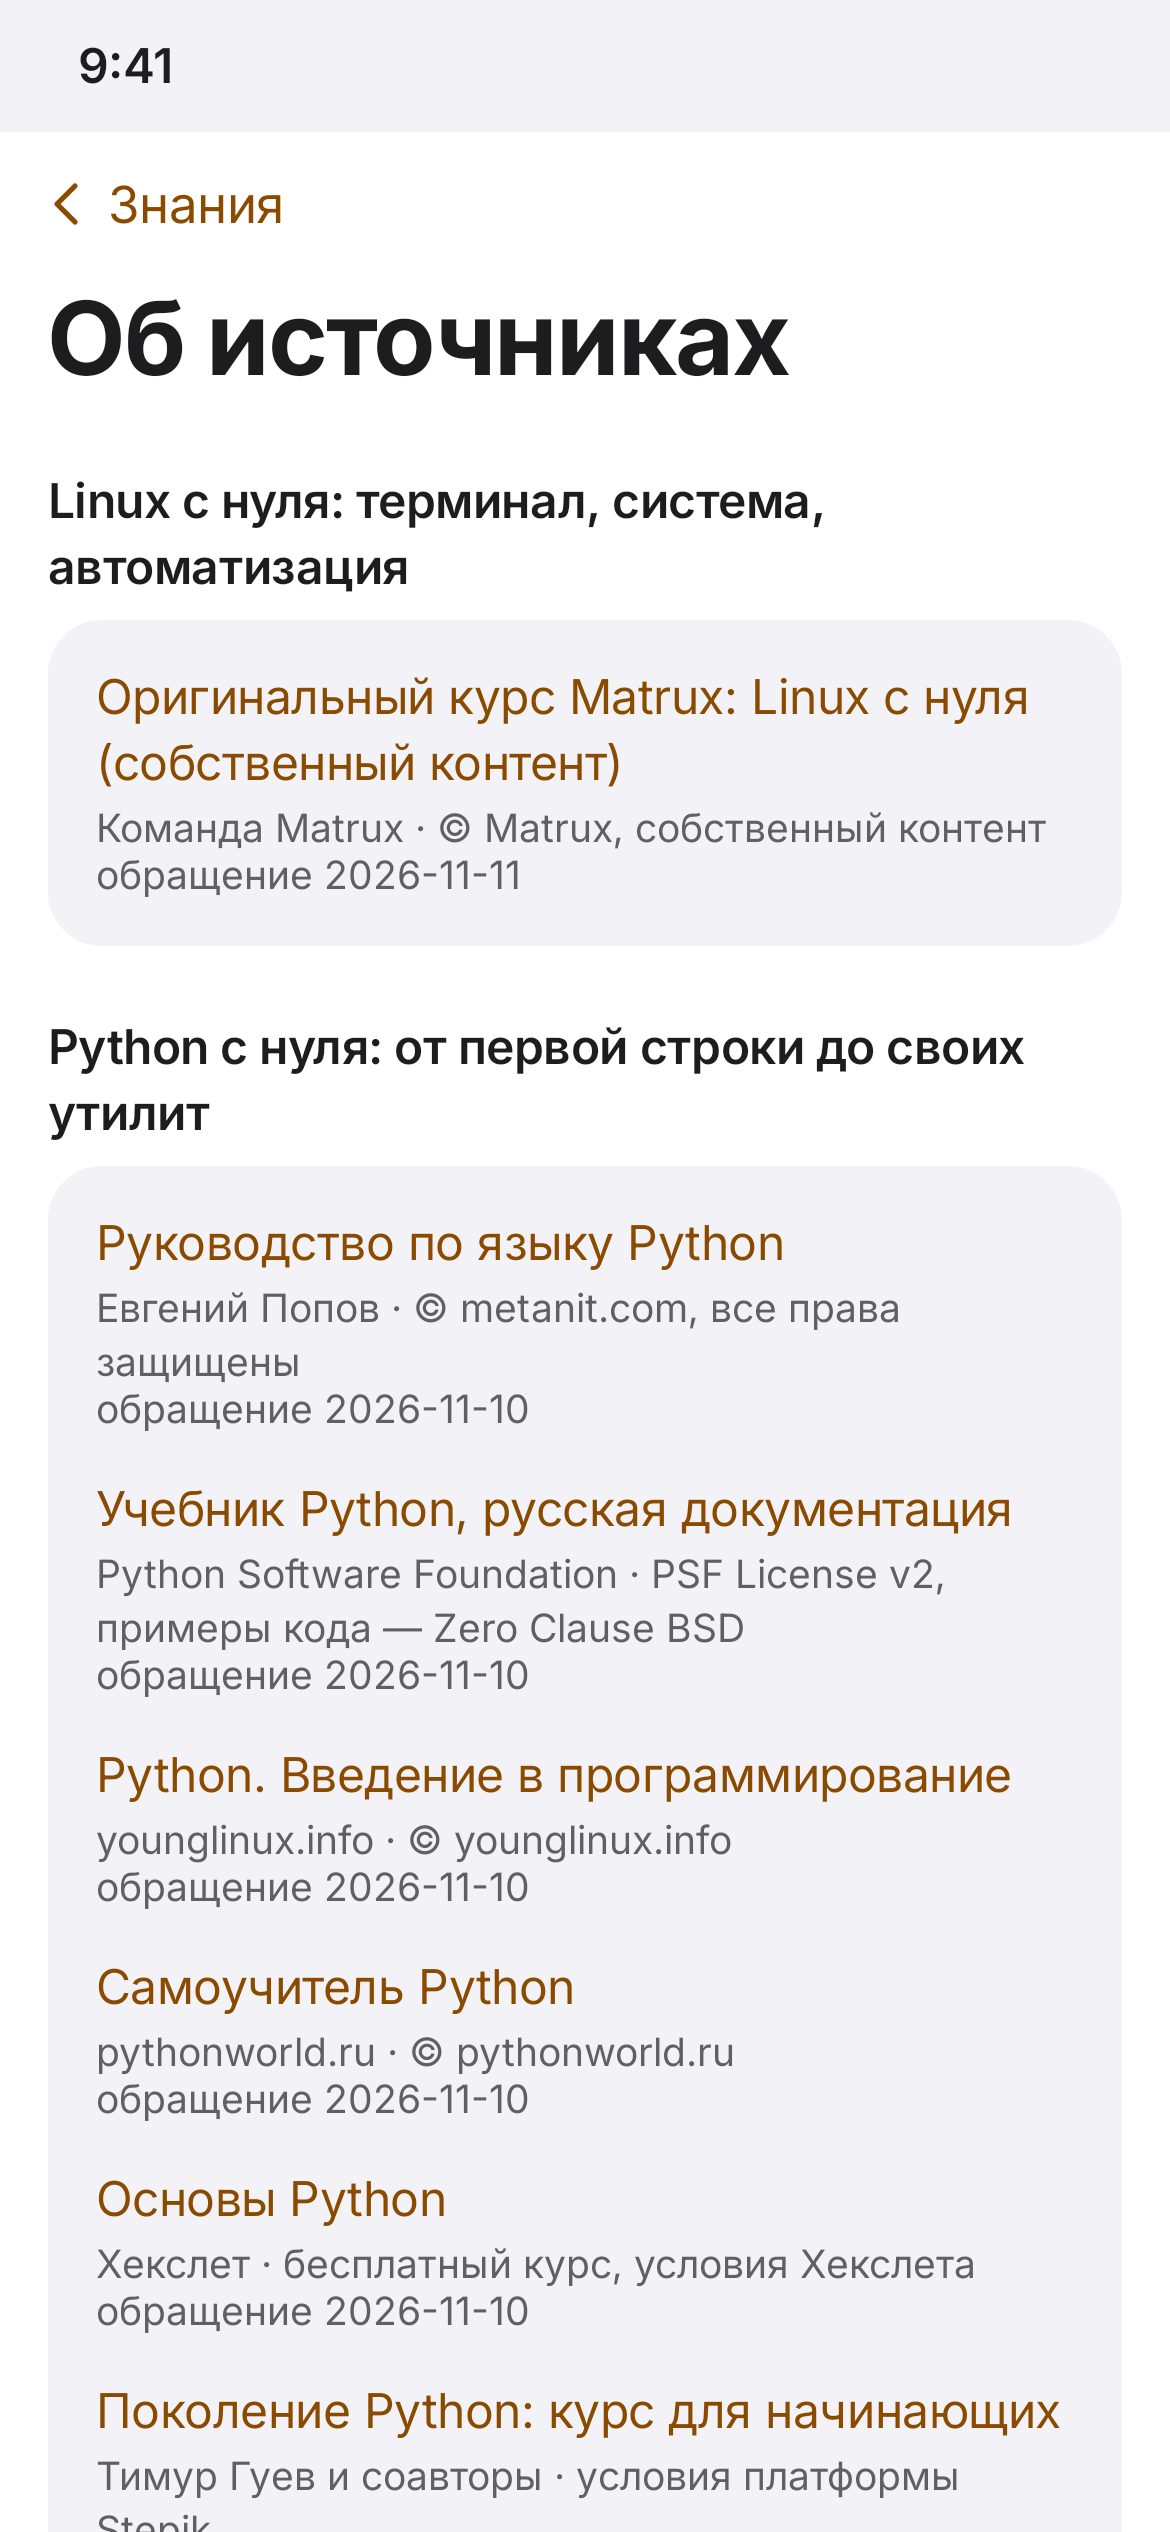 9:41
Знания
Об источниках
Linux с нуля: терминал, система,
автоматизация
Оригинальный курс Matrux: Linux с нуля
(собственный контент)
Команда Matrux · © Matrux, собственный контент
обращение 2026-11-11
Python с нуля: от первой строки до своих
утилит
Руководство по языку Python
Евгений Попов · © metanit.com, все права
защищены
обращение 2026-11-10
Учебник Python, русская документация
Python Software Foundation · PSF License v2,
примеры кода — Zero Clause BSD
обращение 2026-11-10
Python. Введение в программирование
younglinux.info · © younglinux.info
обращение 2026-11-10
Самоучитель Python
pythonworld.ru · © pythonworld.ru
обращение 2026-11-10
Основы Python
Хекслет · бесплатный курс, условия Хекслета
обращение 2026-11-10
Поколение Python: курс для начинающих
Тимур Гуев и соавторы · условия платформы
Stepik